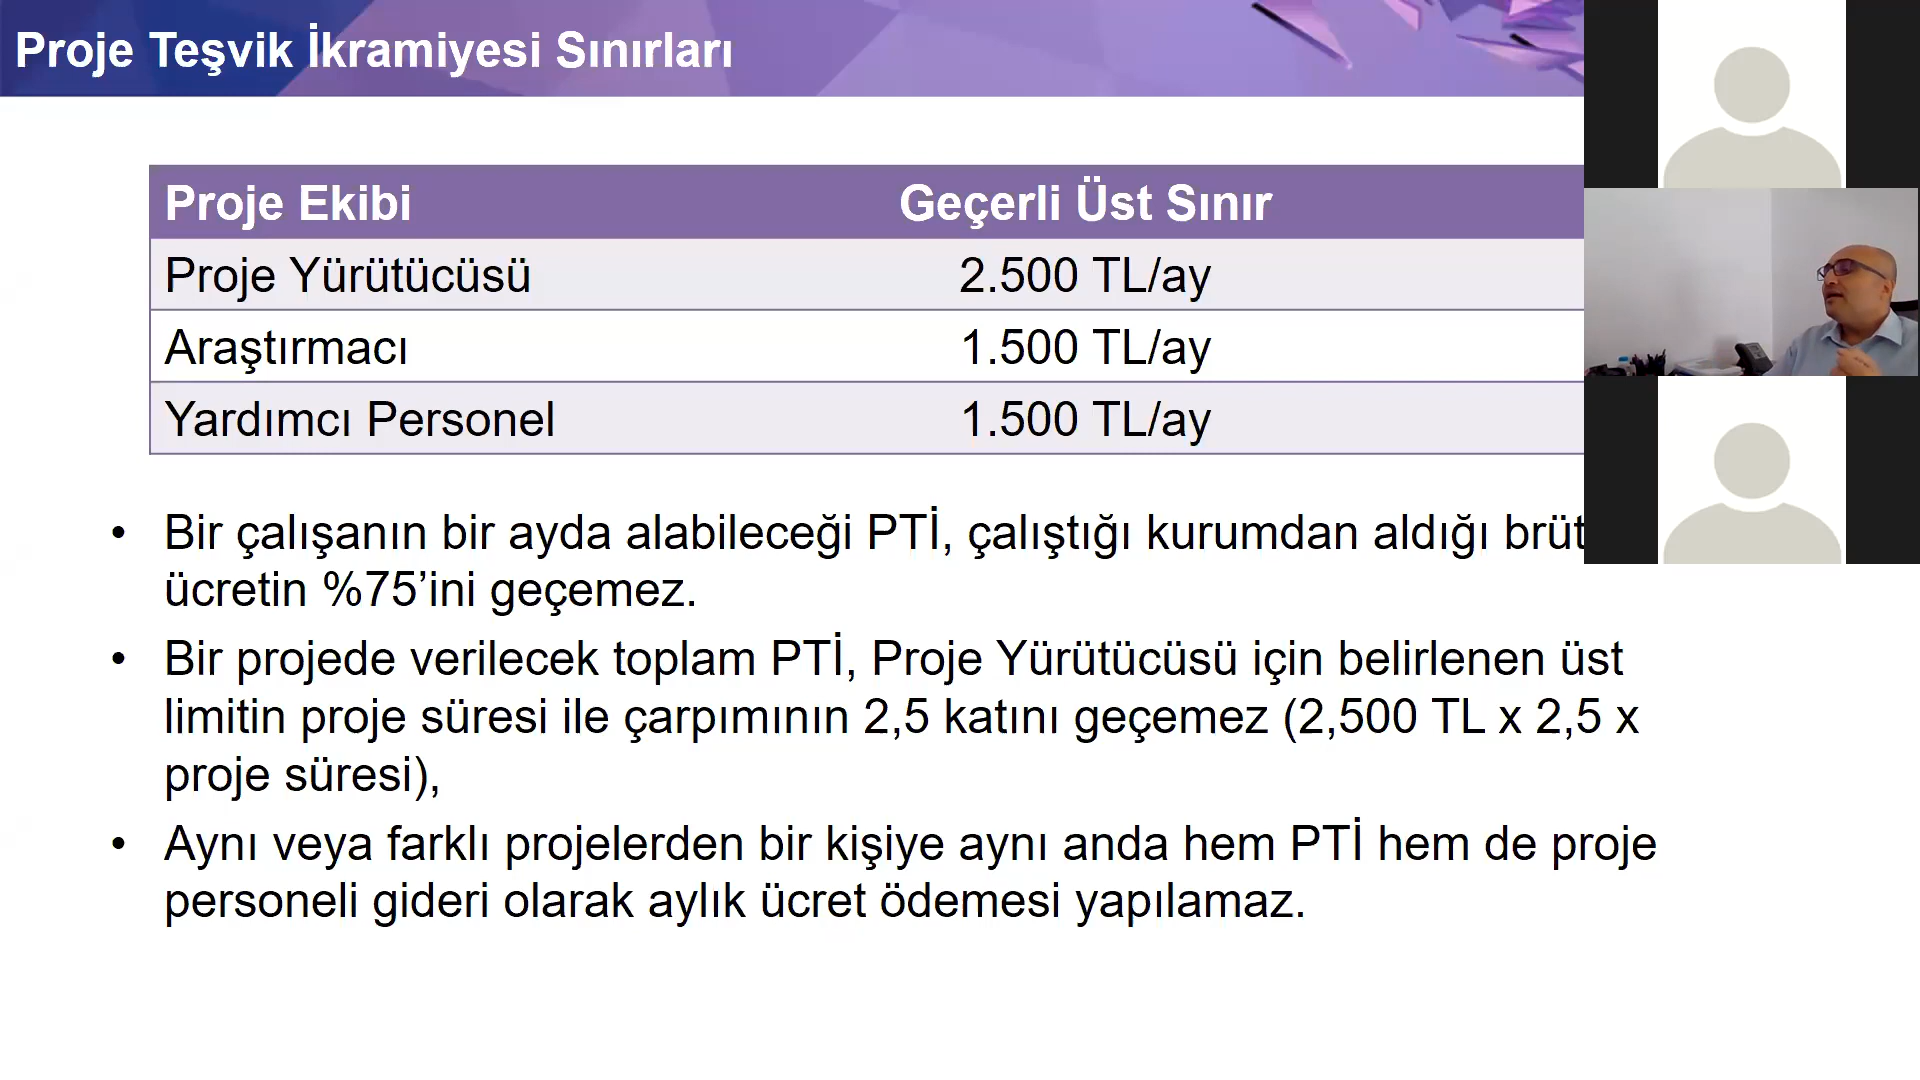 Proje Teşvik İkramiyesi Sınırları
Proje Ekibi Geçerli Üst Sınır
Proje Yürütücüsü 2.500 TL/ay
Araştırmacı 1.500 TL/ay
Yardımcı Personel 1.500 TL/ay
• Bir çalışanın bir ayda alabileceği PTİ, çalıştığı kurumdan aldığı brüt
ücretin %75’ini geçemez.
• Bir projede verilecek toplam PTİ, Proje Yürütücüsü için belirlenen üst
limitin proje süresi ile çarpımının 2,5 katını geçemez (2,500 TL x 2,5 x
proje süresi),
• Aynı veya farklı projelerden bir kişiye aynı anda hem PTİ hem de proje
personeli gideri olarak aylık ücret ödemesi yapılamaz.